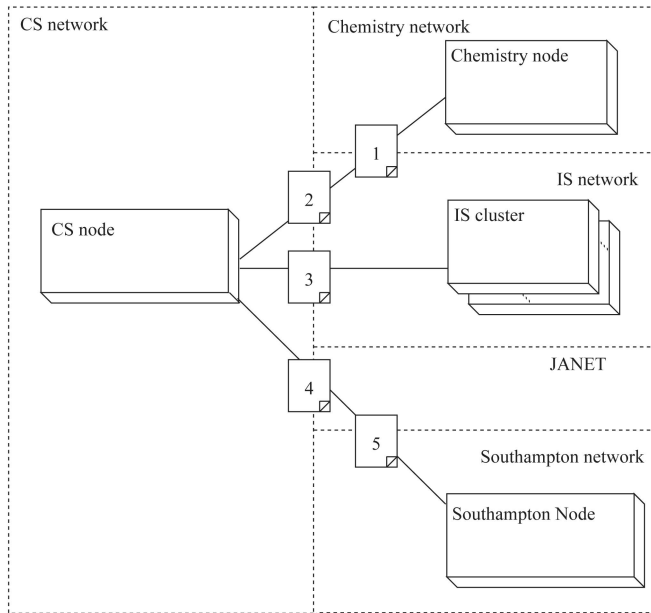 CS network
Chemistry network
Chemistry node
1
IS network
2
IS cluster
CS node
3
JANET
4
5
Southampton network
Southampton Node